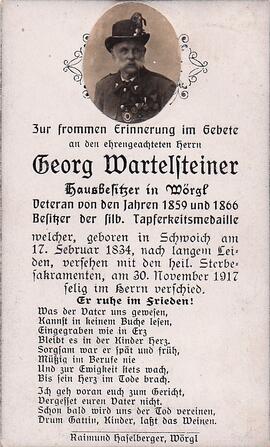 Zur frommen Erinnerung im Gebete
an den ehrengeachteten Herrn
Georg Wartelsteiner
Hausbesitzer in Wörgl
Veteran von den Jahren 1859 und 1866
Besitzer der silb. Tapferkeitsmedaille
welcher, geboren in Schwoich am
17. Februar 1834, nach langem Lei-
den, versehen mit den heil. Sterbe-
sakramenten, am 30. November 1917
selig im Herrn verschied.
Er ruhe im Frieden!
Was der Vater uns gewesen,
Kannst in keinem Buche lesen,
Eingegraben wie in Erz
Bleibt es in der Kinder Herz.
Sorgsam war er spät und früh,
Müßig im Berufe nie
Und zur Ewigkeit stets wach,
Bis sein Herz im Tode brach.
Ich geh voran euch zum Gericht,
Vergesset euren Vater nicht.
Schon bald wird uns der Tod vereinen,
Drum Gattin, Kinder, laßt das Weinen.
Raimund Haselberger, Wörgl